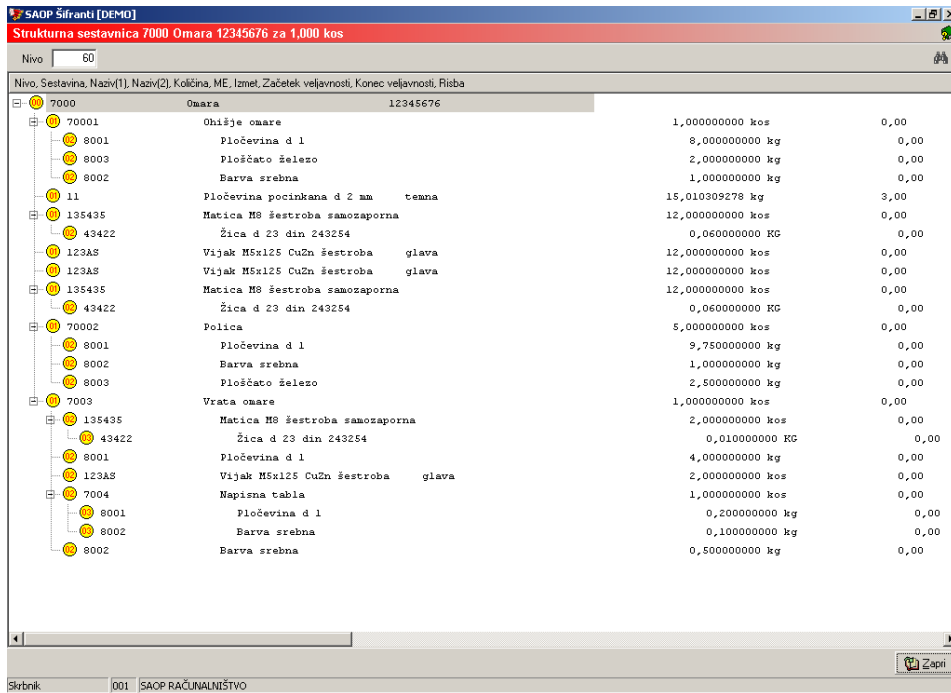 SAOP Šifranti [DEMO]
Strukturna sestavnica 7000 Omara 12345676 za 1,000 kos
Nivo 60
Nivo, Sestavina, Naziv(1), Naziv(2), Količina, ME, Izmet, Začetek veljavnosti, Konec veljavnosti, Risba
00 7000 Omara 12345676
01 70001 Ohišje omare 1,000000000 kos 0,00
02 8001 Pločevina d 1 8,000000000 kg 0,00
02 8003 Ploščato železo 2,000000000 kg 0,00
02 8002 Barva srebna 1,000000000 kg 0,00
01 11 Pločevina pocinkana d 2 mm temna 15,010309278 kg 3,00
01 135435 Matica M8 šestroba samozaporna 12,000000000 kos 0,00
02 43422 Žica d 23 din 243254 0,060000000 KG 0,00
01 123AS Vijak M5x125 CuZn šestroba glava 12,000000000 kos 0,00
01 123AS Vijak M5x125 CuZn šestroba glava 12,000000000 kos 0,00
01 135435 Matica M8 šestroba samozaporna 12,000000000 kos 0,00
02 43422 Žica d 23 din 243254 0,060000000 KG 0,00
01 70002 Polica 5,000000000 kos 0,00
02 8001 Pločevina d 1 9,750000000 kg 0,00
02 8002 Barva srebna 1,000000000 kg 0,00
02 8003 Ploščato železo 2,500000000 kg 0,00
01 7003 Vrata omare 1,000000000 kos 0,00
02 135435 Matica M8 šestroba samozaporna 2,000000000 kos 0,00
03 43422 Žica d 23 din 243254 0,010000000 KG 0,00
02 8001 Pločevina d 1 4,000000000 kg 0,00
02 123AS Vijak M5x125 CuZn šestroba glava 2,000000000 kos 0,00
02 7004 Napisna tabla 1,000000000 kos 0,00
03 8001 Pločevina d 1 0,200000000 kg 0,00
03 8002 Barva srebna 0,100000000 kg 0,00
02 8002 Barva srebna 0,500000000 kg 0,00
Zapri
Skrbnik 001 SAOP RAČUNALNIŠTVO